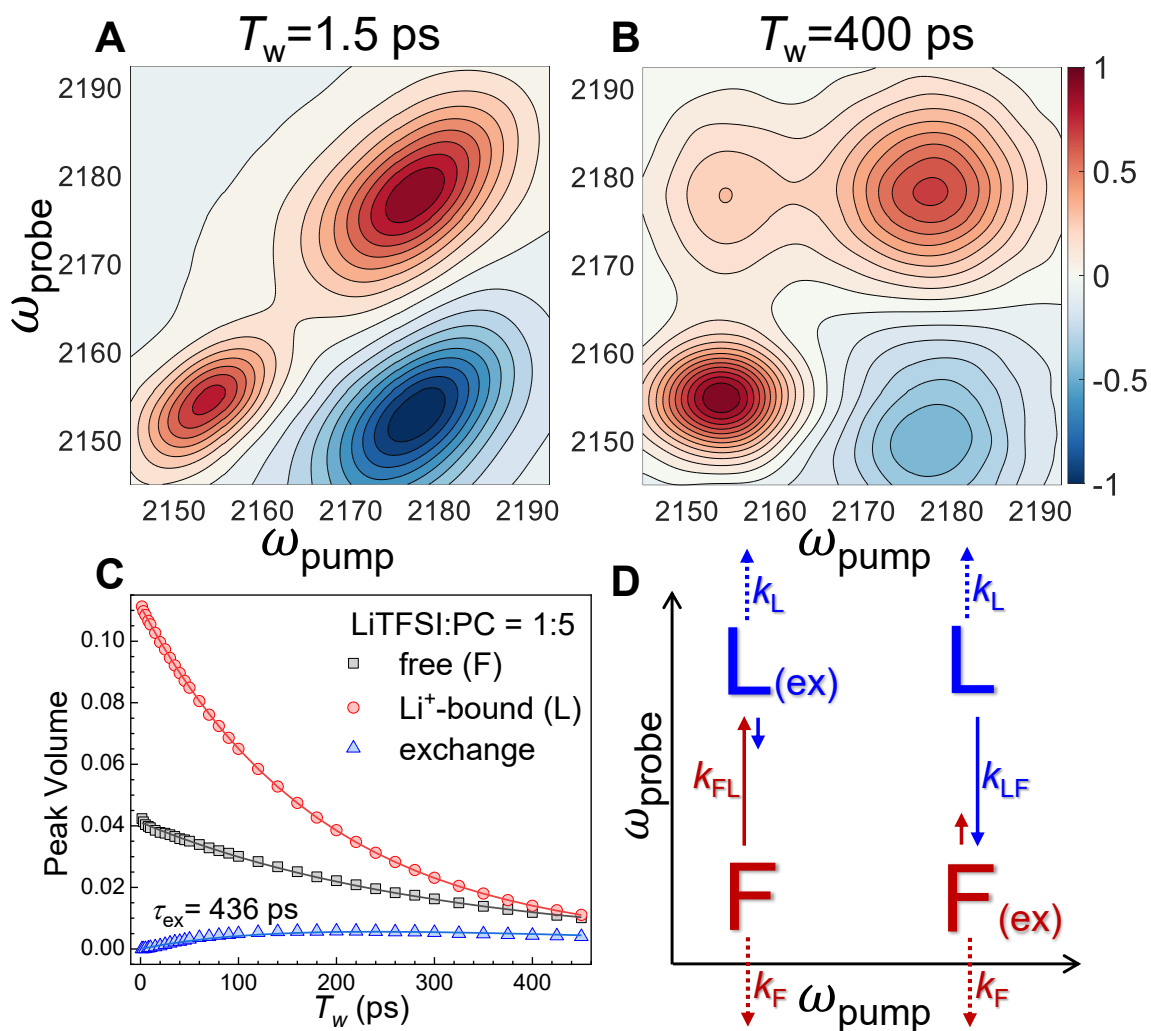 A
T_w=1.5 ps
B
T_w=400 ps
ω_probe
2190
2180
2170
2160
2150
2150 2160 2170 2180 2190
ω_pump
2190
2180
2170
2160
2150
2150 2160 2170 2180 2190
ω_pump
1
0.5
0
-0.5
-1
C
Peak Volume
0.10
0.08
0.06
0.04
0.02
0.00
LiTFSI:PC = 1:5
free (F)
Li⁺-bound (L)
exchange
τ_ex= 436 ps
0 100 200 300 400
T_w (ps)
D
ω_probe
k_L
k_L
L(ex)
L
k_FL
k_LF
F
F(ex)
k_F
k_F
ω_pump